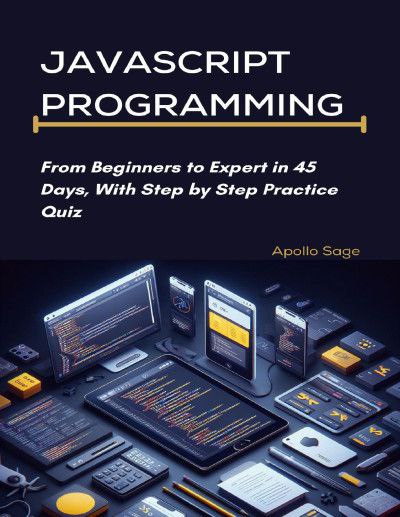 JAVASCRIPT
PROGRAMMING
From Beginners to Expert in 45
Days, With Step by Step Practice
Quiz
Apollo Sage